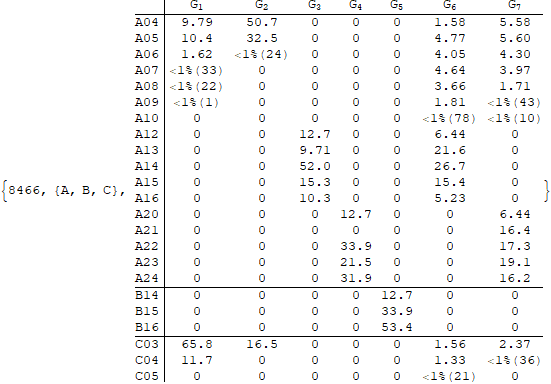 G1 G2 G3 G4 G5 G6 G7
A04 9.79 50.7 0 0 0 1.58 5.58
A05 10.4 32.5 0 0 0 4.77 5.60
A06 1.62 <1%(24) 0 0 0 4.05 4.30
A07 <1%(33) 0 0 0 0 4.64 3.97
A08 <1%(22) 0 0 0 0 3.66 1.71
A09 <1%(1) 0 0 0 0 1.81 <1%(43)
A10 0 0 0 0 0 <1%(78) <1%(10)
A12 0 0 12.7 0 0 6.44 0
A13 0 0 9.71 0 0 21.6 0
A14 0 0 52.0 0 0 26.7 0
{8466, {A, B, C}, A15 0 0 15.3 0 0 15.4 0 }
A16 0 0 10.3 0 0 5.23 0
A20 0 0 0 12.7 0 0 6.44
A21 0 0 0 0 0 0 16.4
A22 0 0 0 33.9 0 0 17.3
A23 0 0 0 21.5 0 0 19.1
A24 0 0 0 31.9 0 0 16.2
B14 0 0 0 0 12.7 0 0
B15 0 0 0 0 33.9 0 0
B16 0 0 0 0 53.4 0 0
C03 65.8 16.5 0 0 0 1.56 2.37
C04 11.7 0 0 0 0 1.33 <1%(36)
C05 0 0 0 0 0 <1%(21) 0